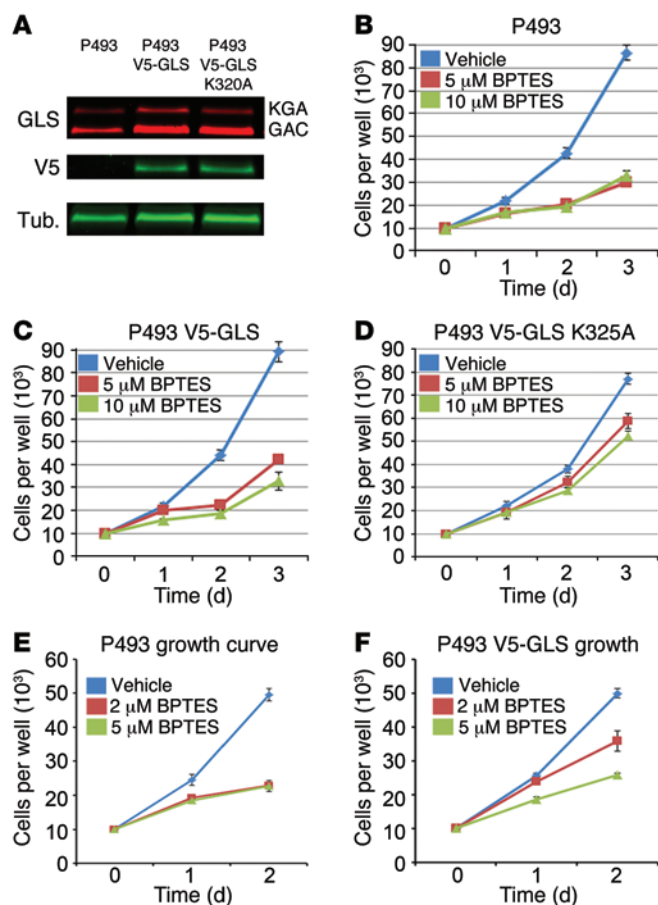 A
P493
P493
V5-GLS
P493
V5-GLS
K320A
GLS
KGA
GAC
V5
Tub.
B
P493
Vehicle
5 μM BPTES
10 μM BPTES
Cells per well (10³)
90
80
70
60
50
40
30
20
10
0
0 1 2 3
Time (d)
C
P493 V5-GLS
Vehicle
5 μM BPTES
10 μM BPTES
Cells per well (10³)
90
80
70
60
50
40
30
20
10
0
0 1 2 3
Time (d)
D
P493 V5-GLS K325A
Vehicle
5 μM BPTES
10 μM BPTES
Cells per well (10³)
90
80
70
60
50
40
30
20
10
0
0 1 2 3
Time (d)
E
P493 growth curve
Vehicle
2 μM BPTES
5 μM BPTES
Cells per well (10³)
60
50
40
30
20
10
0
0 1 2
Time (d)
F
P493 V5-GLS growth
Vehicle
2 μM BPTES
5 μM BPTES
Cells per well (10³)
60
50
40
30
20
10
0
0 1 2
Time (d)